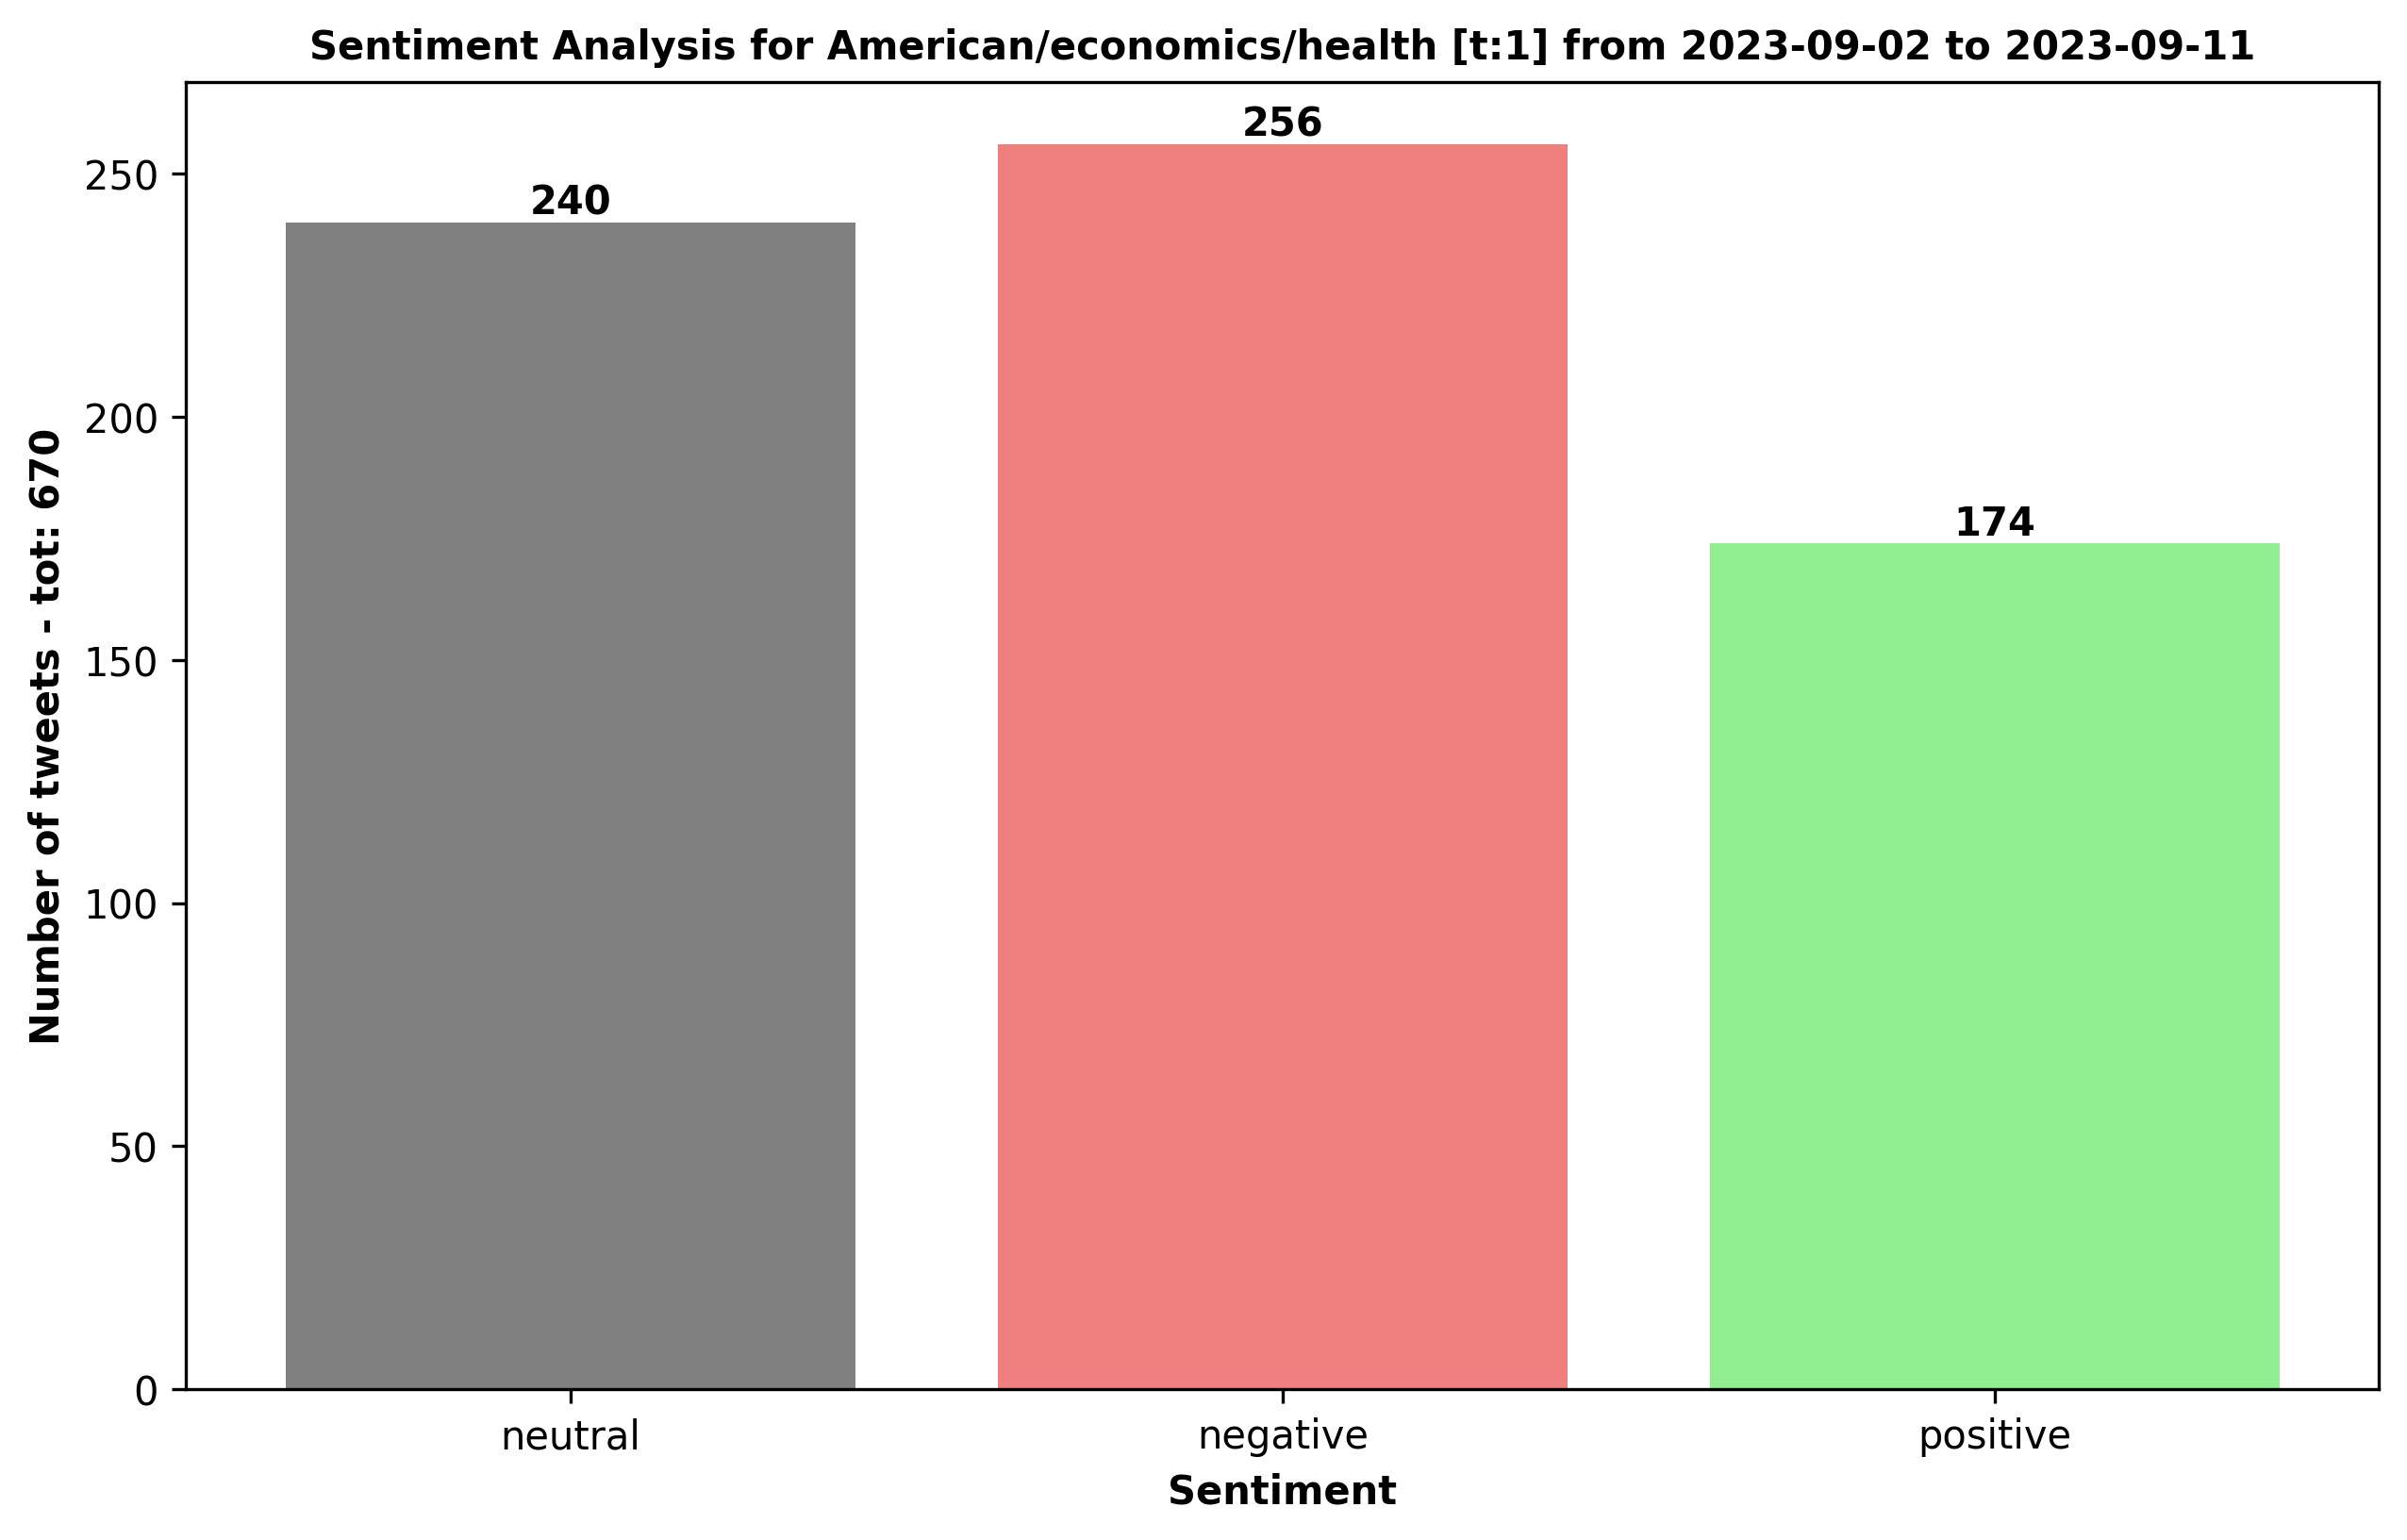 Sentiment Analysis for American/economics/health [t:1] from 2023-09-02 to 2023-09-11
Number of tweets - tot: 670
250
200
150
100
50
0
240
256
174
neutral
negative
positive
Sentiment